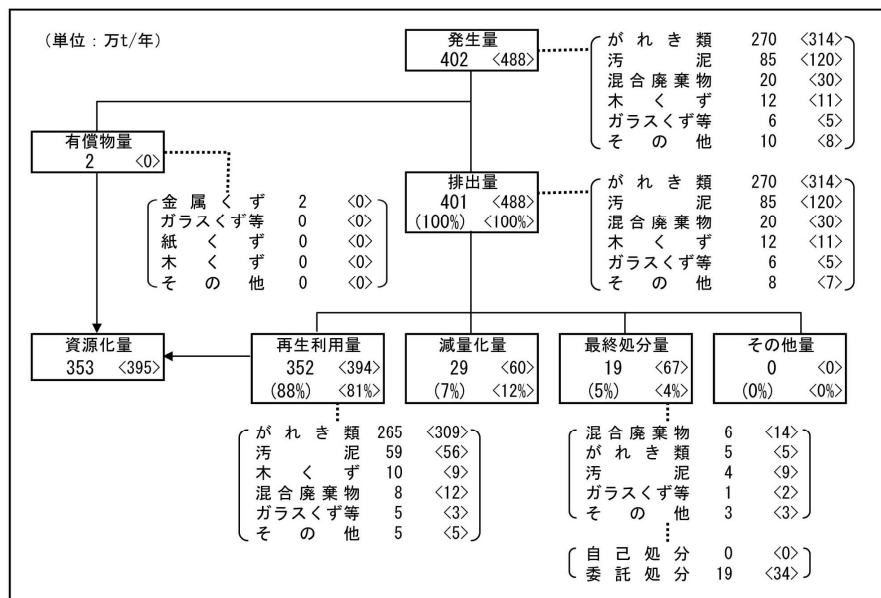 (単位：万t/年)
発生量
402 <488>
がれき類 270 <314>
汚泥 85 <120>
混合廃棄物 20 <30>
木くず 12 <11>
ガラスくず等 6 <5>
その他 10 <8>
有償物量
2 <0>
金属くず 2 <0>
ガラスくず等 0 <0>
紙くず 0 <0>
木くず 0 <0>
その他 0 <0>
排出量
401 <488>
(100%) <100%>
がれき類 270 <314>
汚泥 85 <120>
混合廃棄物 20 <30>
木くず 12 <11>
ガラスくず等 6 <5>
その他 8 <7>
資源化量
353 <395>
再生利用量
352 <394>
(88%) <81%>
減量化量
29 <60>
(7%) <12%>
最終処分量
19 <67>
(5%) <4%>
その他量
0 <0>
(0%) <0%>
がれき類 265 <309>
汚泥 59 <56>
木くず 10 <9>
混合廃棄物 8 <12>
ガラスくず等 5 <3>
その他 5 <5>
混合廃棄物 6 <14>
がれき類 5 <5>
汚泥 4 <9>
ガラスくず等 1 <2>
その他 3 <3>
自己処分 0 <0>
委託処分 19 <34>